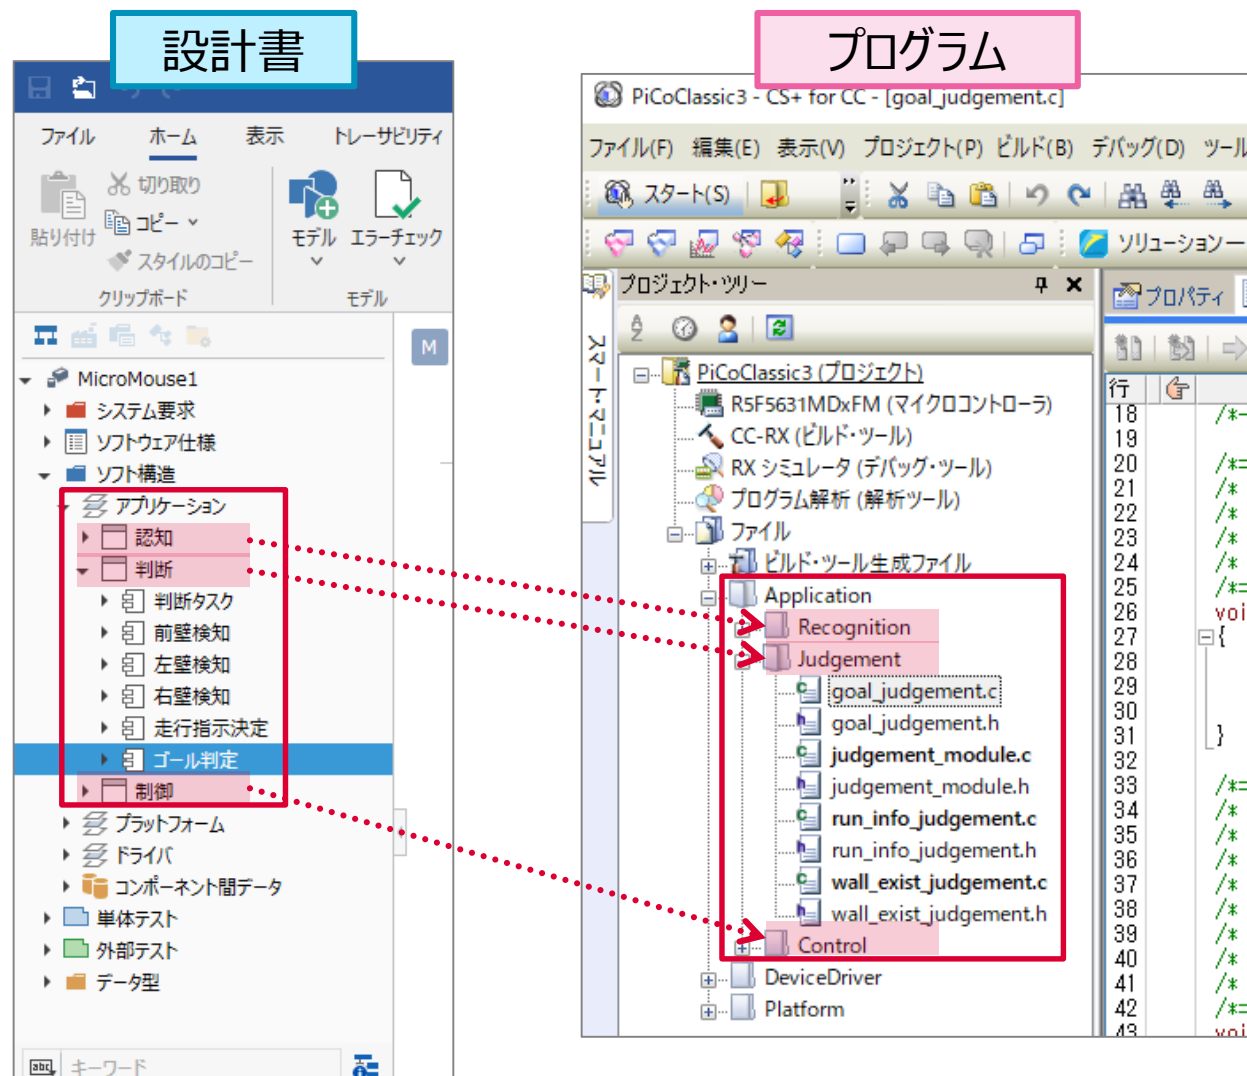 設計書
ファイル ホーム 表示 トレーサビリティ
貼り付け
切り取り
コピー
スタイルのコピー
クリップボード
モデル
エラーチェック
モデル
M
MicroMouse1
システム要求
ソフトウェア仕様
ソフト構造
アプリケーション
認知
判断
判断タスク
前壁検知
左壁検知
右壁検知
走行指示決定
ゴール判定
制御
プラットフォーム
ドライバ
コンポーネント間データ
単体テスト
外部テスト
データ型
abc キーワード
プログラム
PiCoClassic3 - CS+ for CC - [goal_judgement.c]
ファイル(F) 編集(E) 表示(V) プロジェクト(P) ビルド(B) デバッグ(D) ツール
スタート(S)
ソリューション一
スマート・マニュアル
プロジェクト・ツリー
PiCoClassic3 (プロジェクト)
R5F5631MDxFM (マイクロコントローラ)
CC-RX (ビルド・ツール)
RX シミュレータ (デバッグ・ツール)
プログラム解析 (解析ツール)
ファイル
ビルド・ツール生成ファイル
Application
Recognition
Judgement
goal_judgement.c
goal_judgement.h
judgement_module.c
judgement_module.h
run_info_judgement.c
run_info_judgement.h
wall_exist_judgement.c
wall_exist_judgement.h
Control
DeviceDriver
Platform
プロパティ
行
18 /*-
19
20 /*=
21 /*
22 /*
23 /*
24 /*
25 /*=
26 voi
27 {
28
29
30
31 }
32
33 /*=
34 /*
35 /*
36 /*
37 /*
38 /*
39 /*
40 /*
41 /*
42 /*=
43 voi